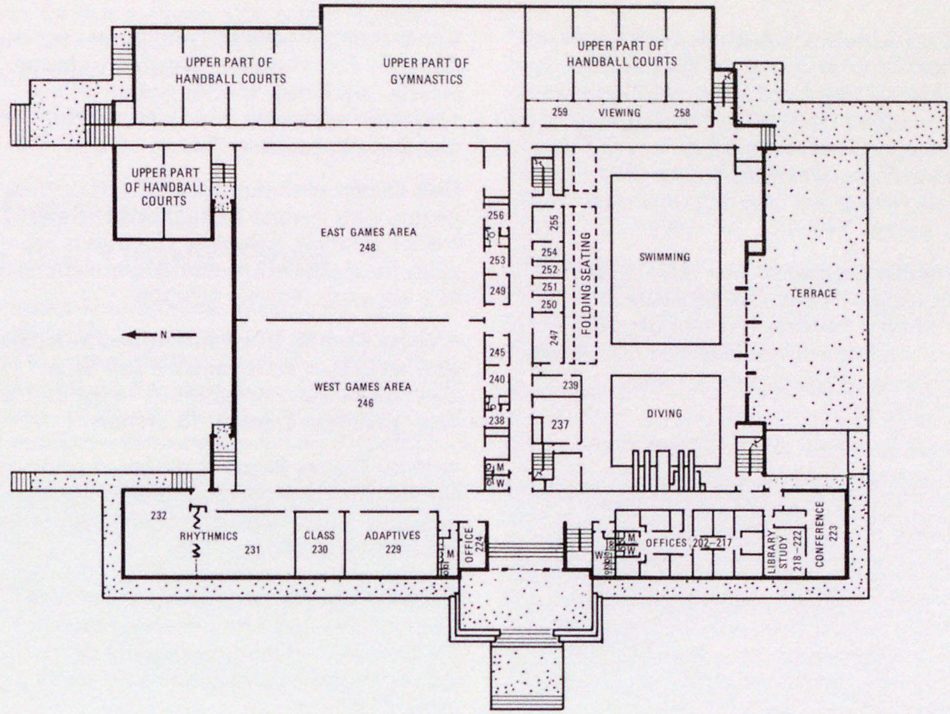 UPPER PART OF
HANDBALL COURTS
UPPER PART OF
GYMNASTICS
UPPER PART OF
HANDBALL COURTS
259 VIEWING 258
UPPER PART
OF HANDBALL
COURTS
EAST GAMES AREA
248
256
253
249
245
240
238
M
W
255
254
252
251
250
247
239
237
FOLDING SEATING
SWIMMING
TERRACE
N
WEST GAMES AREA
246
DIVING
232
RHYTHMICS
231
CLASS
230
ADAPTIVES
229
M
OFFICE
224
W
M
W
OFFICES 202–217
LIBRARY
STUDY
218–222
CONFERENCE
223